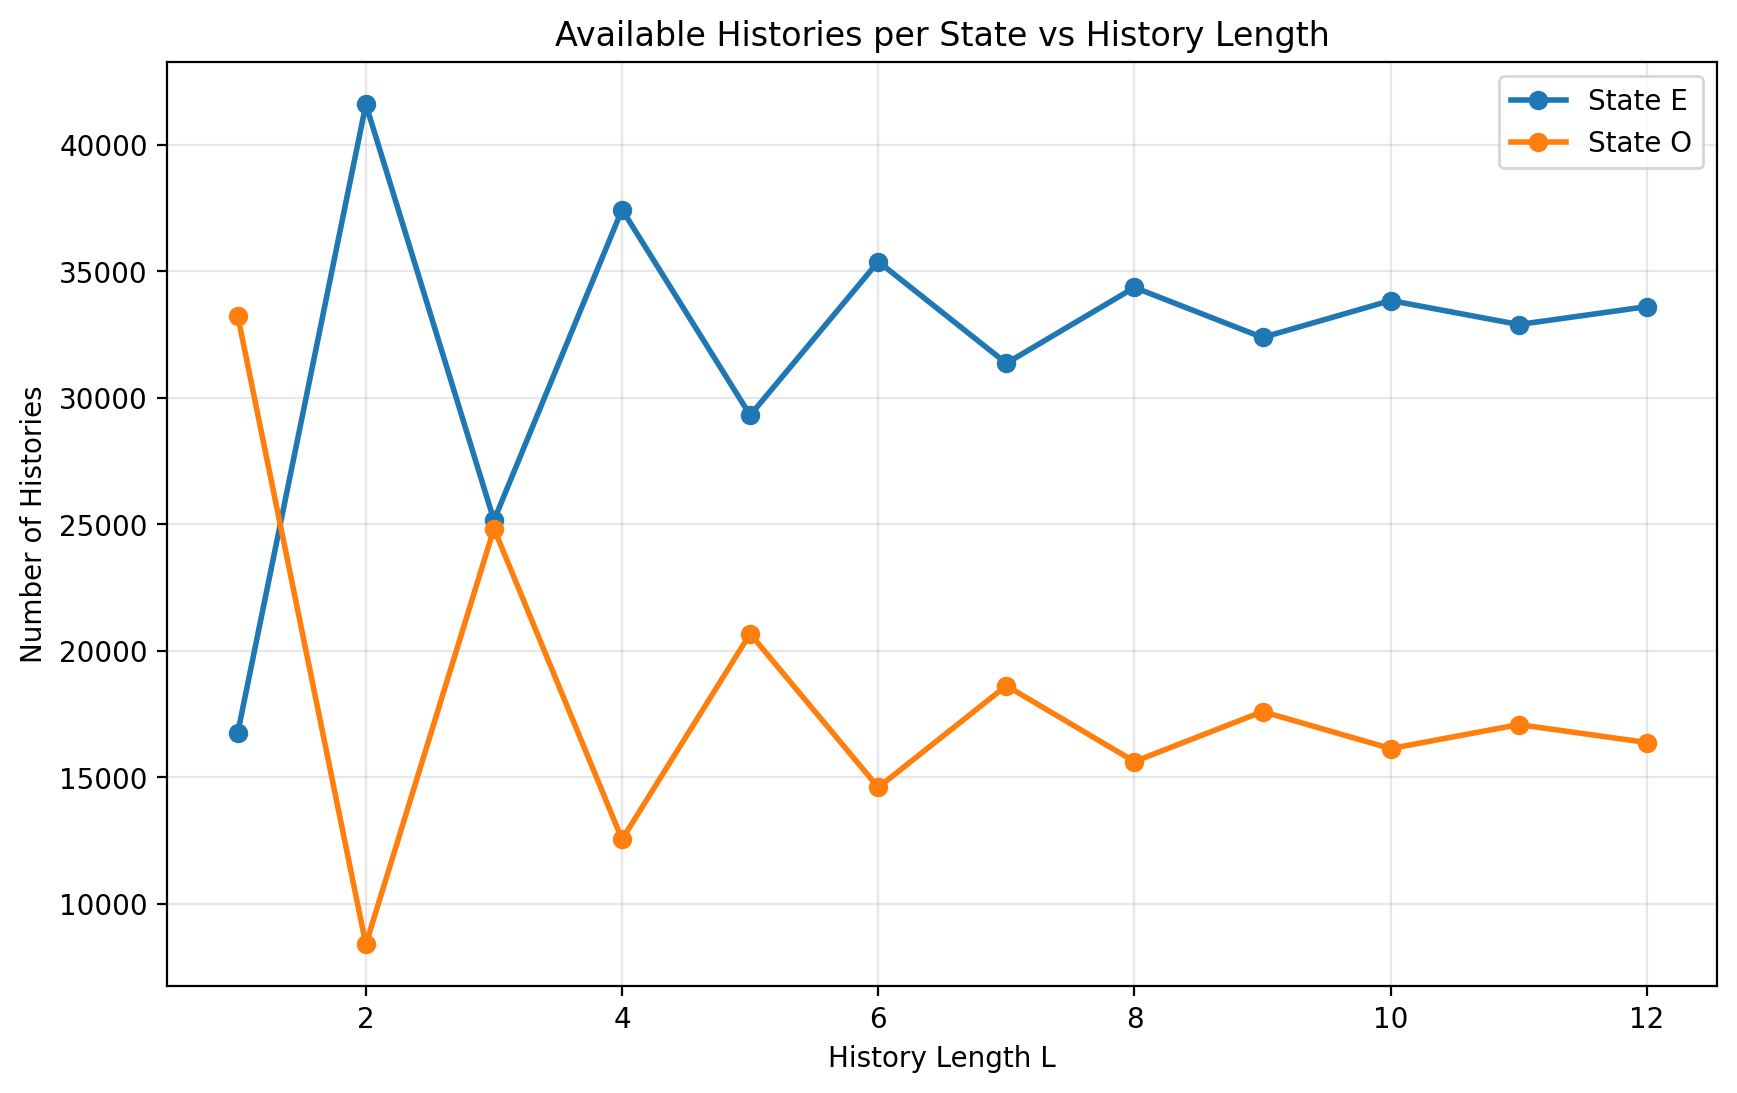 Available Histories per State vs History Length
State E
State O
Number of Histories
40000
35000
30000
25000
20000
15000
10000
2 4 6 8 10 12
History Length L